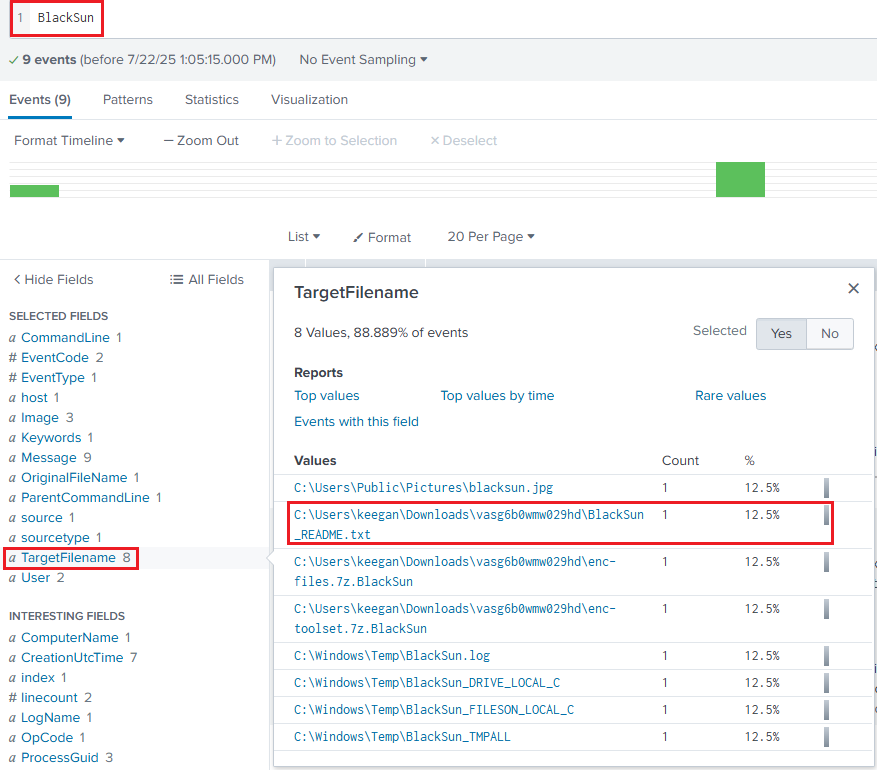 1 BlackSun
✓ 9 events (before 7/22/25 1:05:15.000 PM) No Event Sampling
Events (9) Patterns Statistics Visualization
Format Timeline — Zoom Out + Zoom to Selection × Deselect
List Format 20 Per Page
< Hide Fields All Fields
SELECTED FIELDS
a CommandLine 1
# EventCode 2
# EventType 1
a host 1
a Image 3
a Keywords 1
a Message 9
a OriginalFileName 1
a ParentCommandLine 1
a source 1
a sourcetype 1
a TargetFilename 8
a User 2
INTERESTING FIELDS
a ComputerName 1
a CreationUtcTime 7
a index 1
# linecount 2
a LogName 1
a OpCode 1
a ProcessGuid 3
TargetFilename
8 Values, 88.889% of events
Selected Yes No
Reports
Top values Top values by time Rare values
Events with this field
Values Count %
C:\Users\Public\Pictures\blacksun.jpg 1 12.5%
C:\Users\keegan\Downloads\vasg6b0wmw029hd\BlackSun 1 12.5%
_README.txt
C:\Users\keegan\Downloads\vasg6b0wmw029hd\enc- 1 12.5%
files.7z.BlackSun
C:\Users\keegan\Downloads\vasg6b0wmw029hd\enc- 1 12.5%
toolset.7z.BlackSun
C:\Windows\Temp\BlackSun.log 1 12.5%
C:\Windows\Temp\BlackSun_DRIVE_LOCAL_C 1 12.5%
C:\Windows\Temp\BlackSun_FILESON_LOCAL_C 1 12.5%
C:\Windows\Temp\BlackSun_TMPALL 1 12.5%